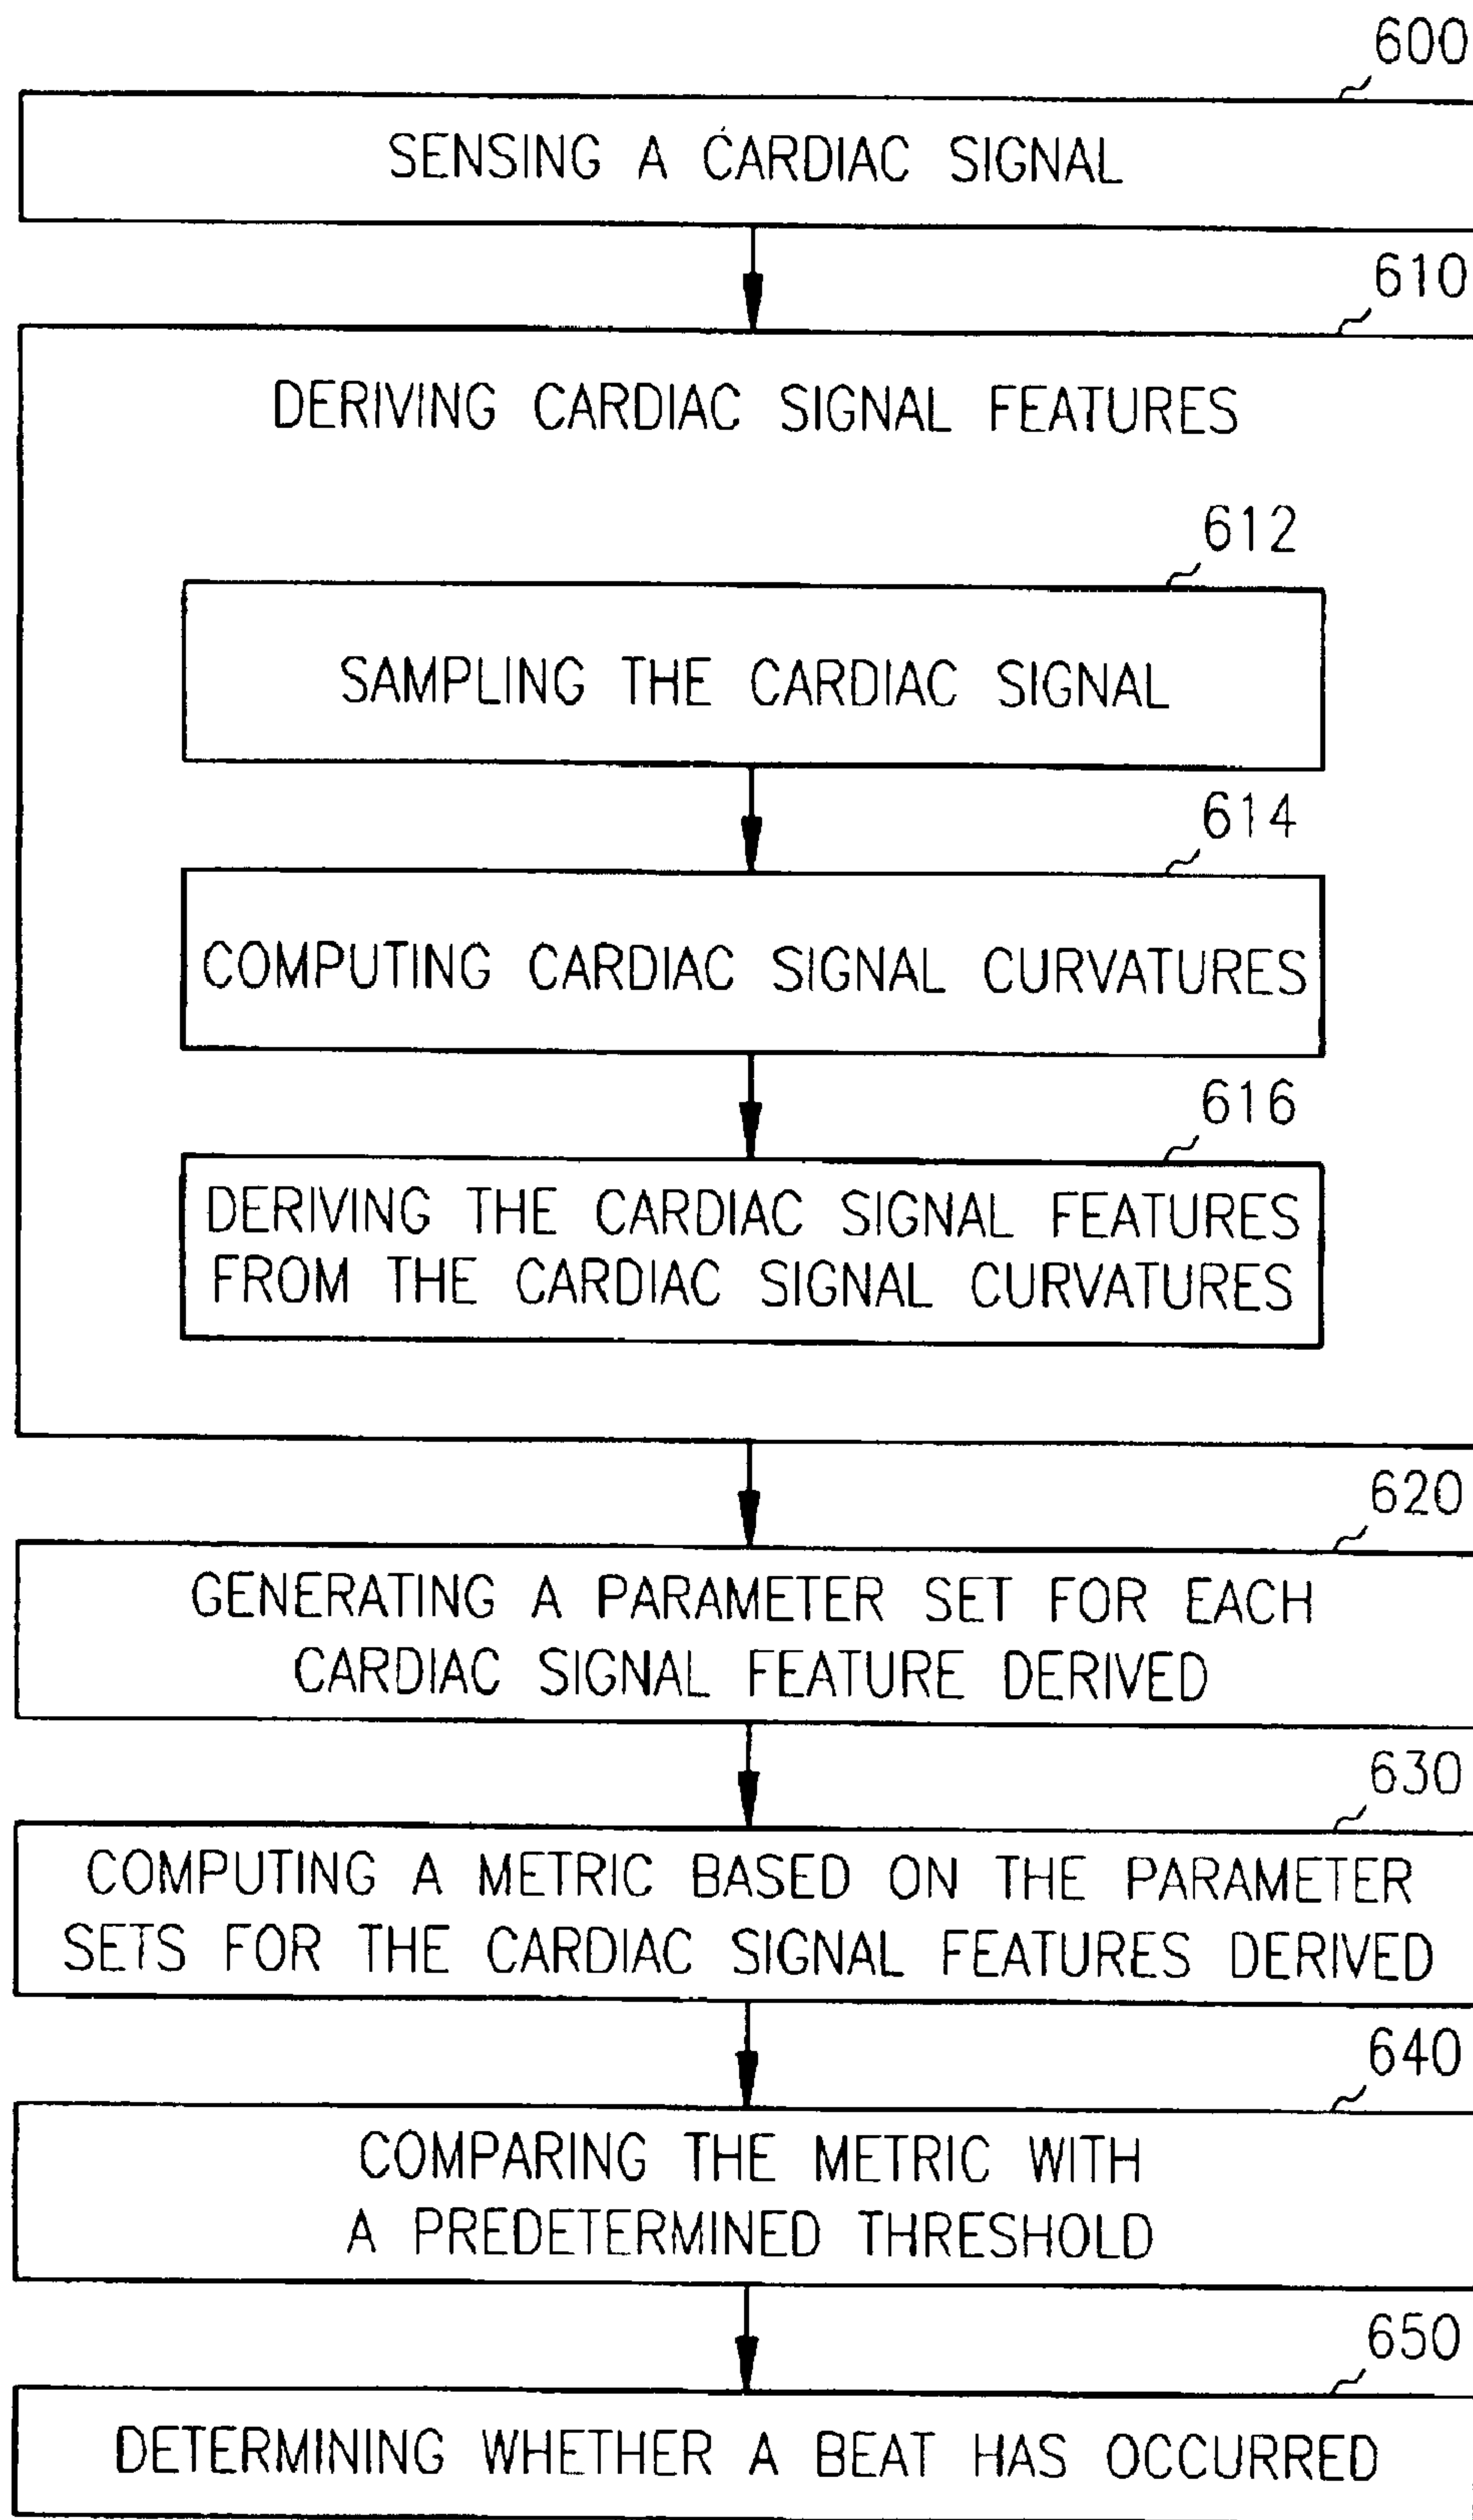 600
SENSING A CARDIAC SIGNAL
610
DERIVING CARDIAC SIGNAL FEATURES
612
SAMPLING THE CARDIAC SIGNAL
614
COMPUTING CARDIAC SIGNAL CURVATURES
616
DERIVING THE CARDIAC SIGNAL FEATURES
FROM THE CARDIAC SIGNAL CURVATURES
620
GENERATING A PARAMETER SET FOR EACH
CARDIAC SIGNAL FEATURE DERIVED
630
COMPUTING A METRIC BASED ON THE PARAMETER
SETS FOR THE CARDIAC SIGNAL FEATURES DERIVED
640
COMPARING THE METRIC WITH
A PREDETERMINED THRESHOLD
650
DETERMINING WHETHER A BEAT HAS OCCURRED